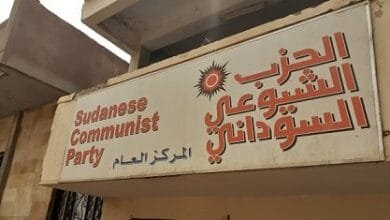 Sudanese
Communist
Party
الحزب
الشيوعي
السوداني
المركز العام